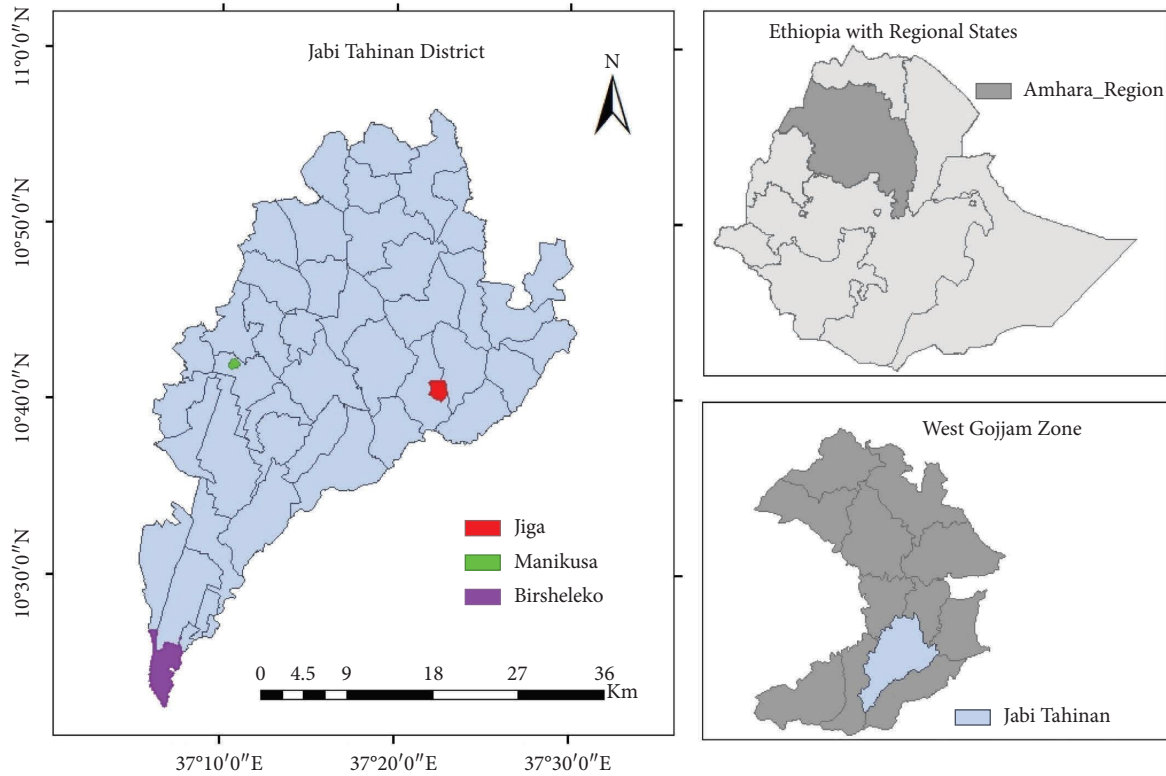 Jabi Tahinan District
N
11°0′0″N
10°50′0″N
10°40′0″N
10°30′0″N
Jiga
Manikusa
Birsheleko
0 4.5 9 18 27 36
Km
37°10′0″E 37°20′0″E 37°30′0″E
Ethiopia with Regional States
Amhara_Region
West Gojjam Zone
Jabi Tahinan